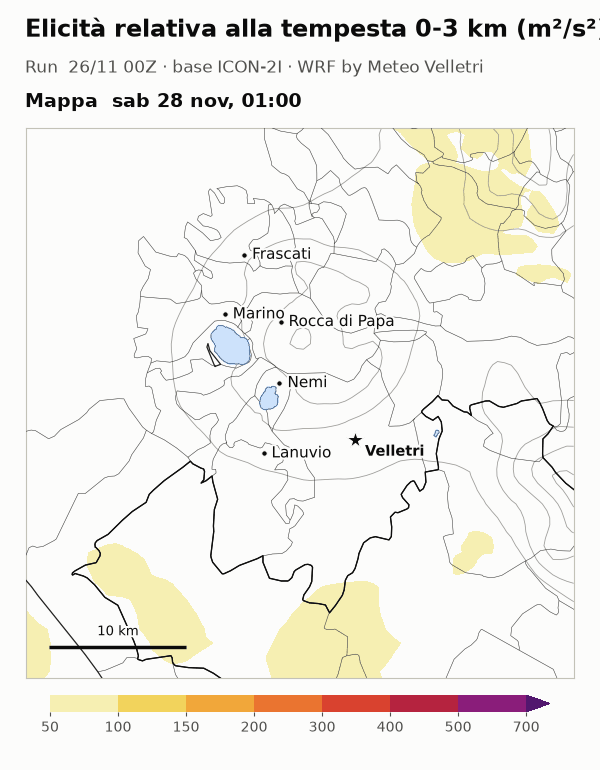 Elicità relativa alla tempesta 0-3 km (m²/s²)
Run  26/11 00Z · base ICON-2I · WRF by Meteo Velletri
Mappa  sab 28 nov, 01:00
Frascati
Marino
Rocca di Papa
Nemi
Velletri
Lanuvio
10 km
50 100 150 200 300 400 500 700